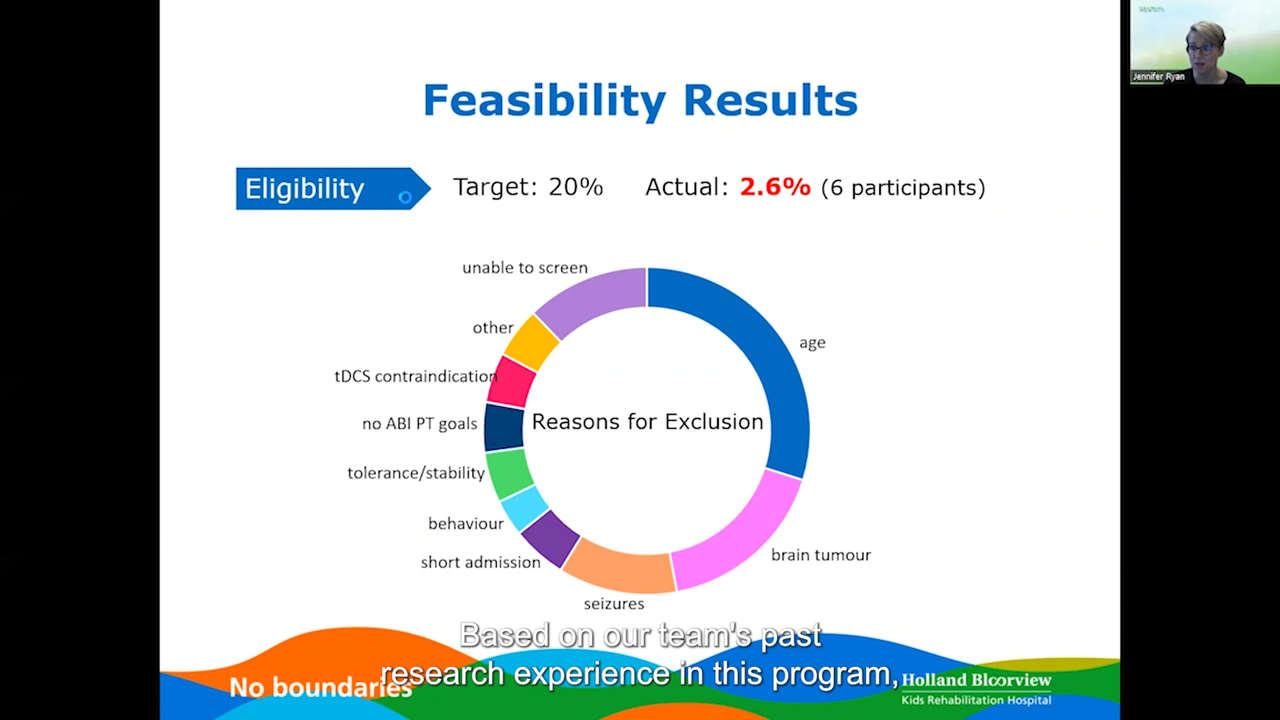 Jennifer Ryan
Feasibility Results
Eligibility
Target: 20%
Actual: 2.6% (6 participants)
unable to screen
other
age
tDCS contraindication
no ABI PT goals
Reasons for Exclusion
tolerance/stability
behaviour
brain tumour
short admission
seizures
Based on our team's past
research experience in this program,
No boundaries
Holland Bloorview
Kids Rehabilitation Hospital